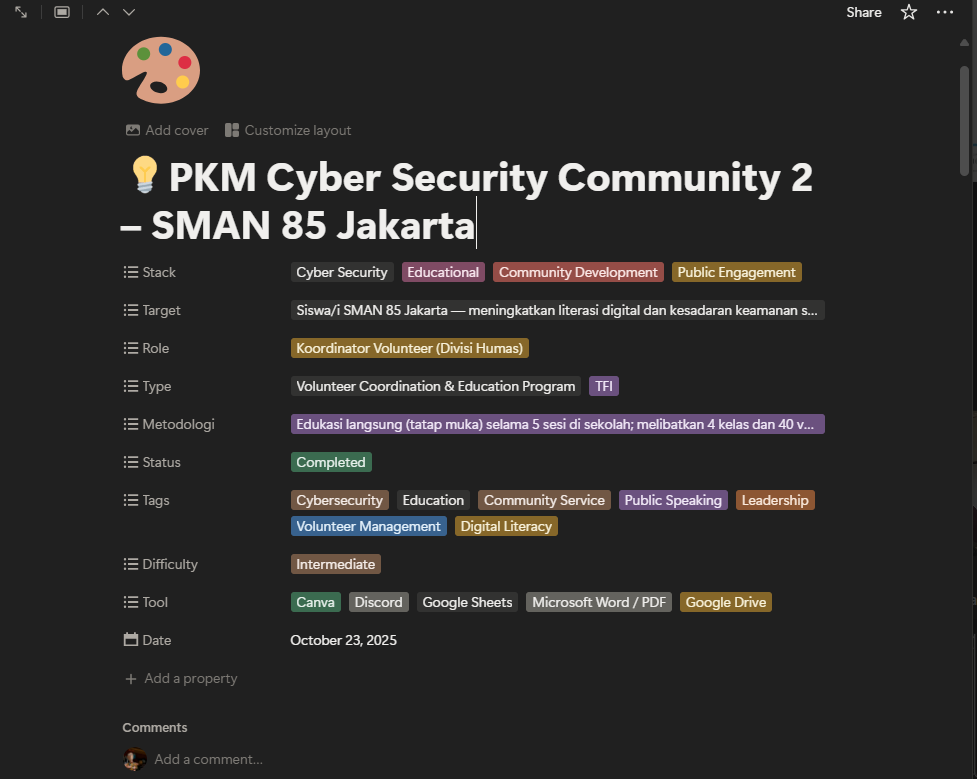 Share
Add cover Customize layout
PKM Cyber Security Community 2
– SMAN 85 Jakarta
Stack Cyber Security Educational Community Development Public Engagement
Target Siswa/i SMAN 85 Jakarta — meningkatkan literasi digital dan kesadaran keamanan s...
Role Koordinator Volunteer (Divisi Humas)
Type Volunteer Coordination & Education Program TFI
Metodologi Edukasi langsung (tatap muka) selama 5 sesi di sekolah; melibatkan 4 kelas dan 40 v...
Status Completed
Tags Cybersecurity Education Community Service Public Speaking Leadership
Volunteer Management Digital Literacy
Difficulty Intermediate
Tool Canva Discord Google Sheets Microsoft Word / PDF Google Drive
Date October 23, 2025
Add a property
Comments
Add a comment...